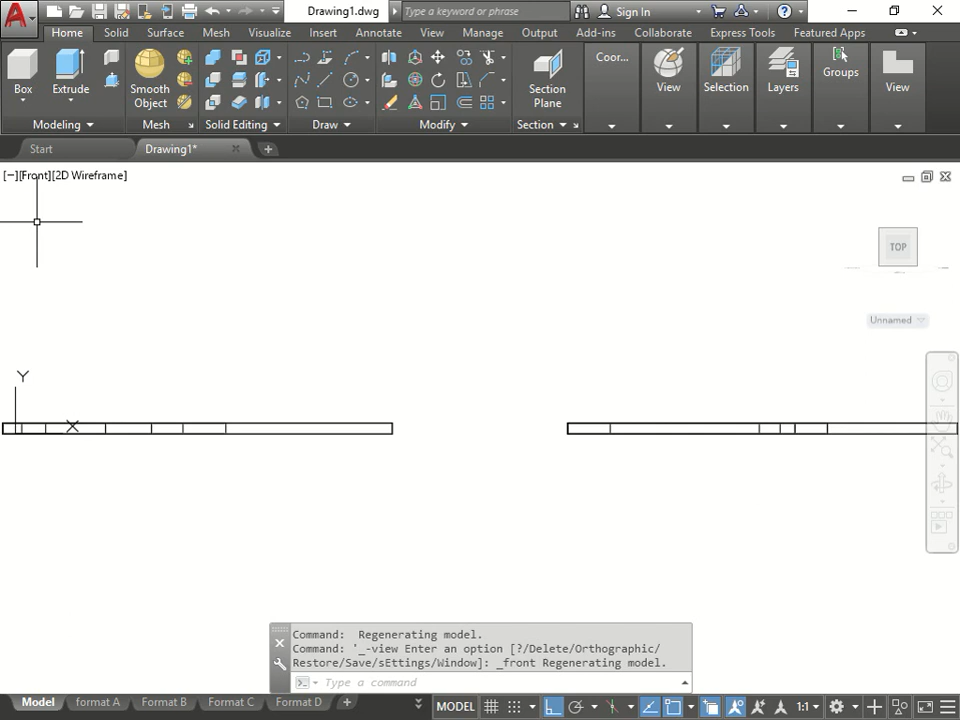 A
Drawing1.dwg
Type a keyword or phrase
Sign In
Home
Solid
Surface
Mesh
Visualize
Insert
Annotate
View
Manage
Output
Add-ins
Collaborate
Express Tools
Featured Apps
Box
Extrude
Smooth
Object
Section
Plane
Coor...
View
Selection
Layers
Groups
View
Modeling
Mesh
Solid Editing
Draw
Modify
Section
Start
Drawing1*
[−][Front][2D Wireframe]
TOP
Unnamed
Y
Command:  Regenerating model.
Command: '_-view Enter an option [?/Delete/Orthographic/
Restore/Save/sEttings/Window]: _front Regenerating model.
Type a command
Model
format A
Format B
Format C
Format D
MODEL
1:1